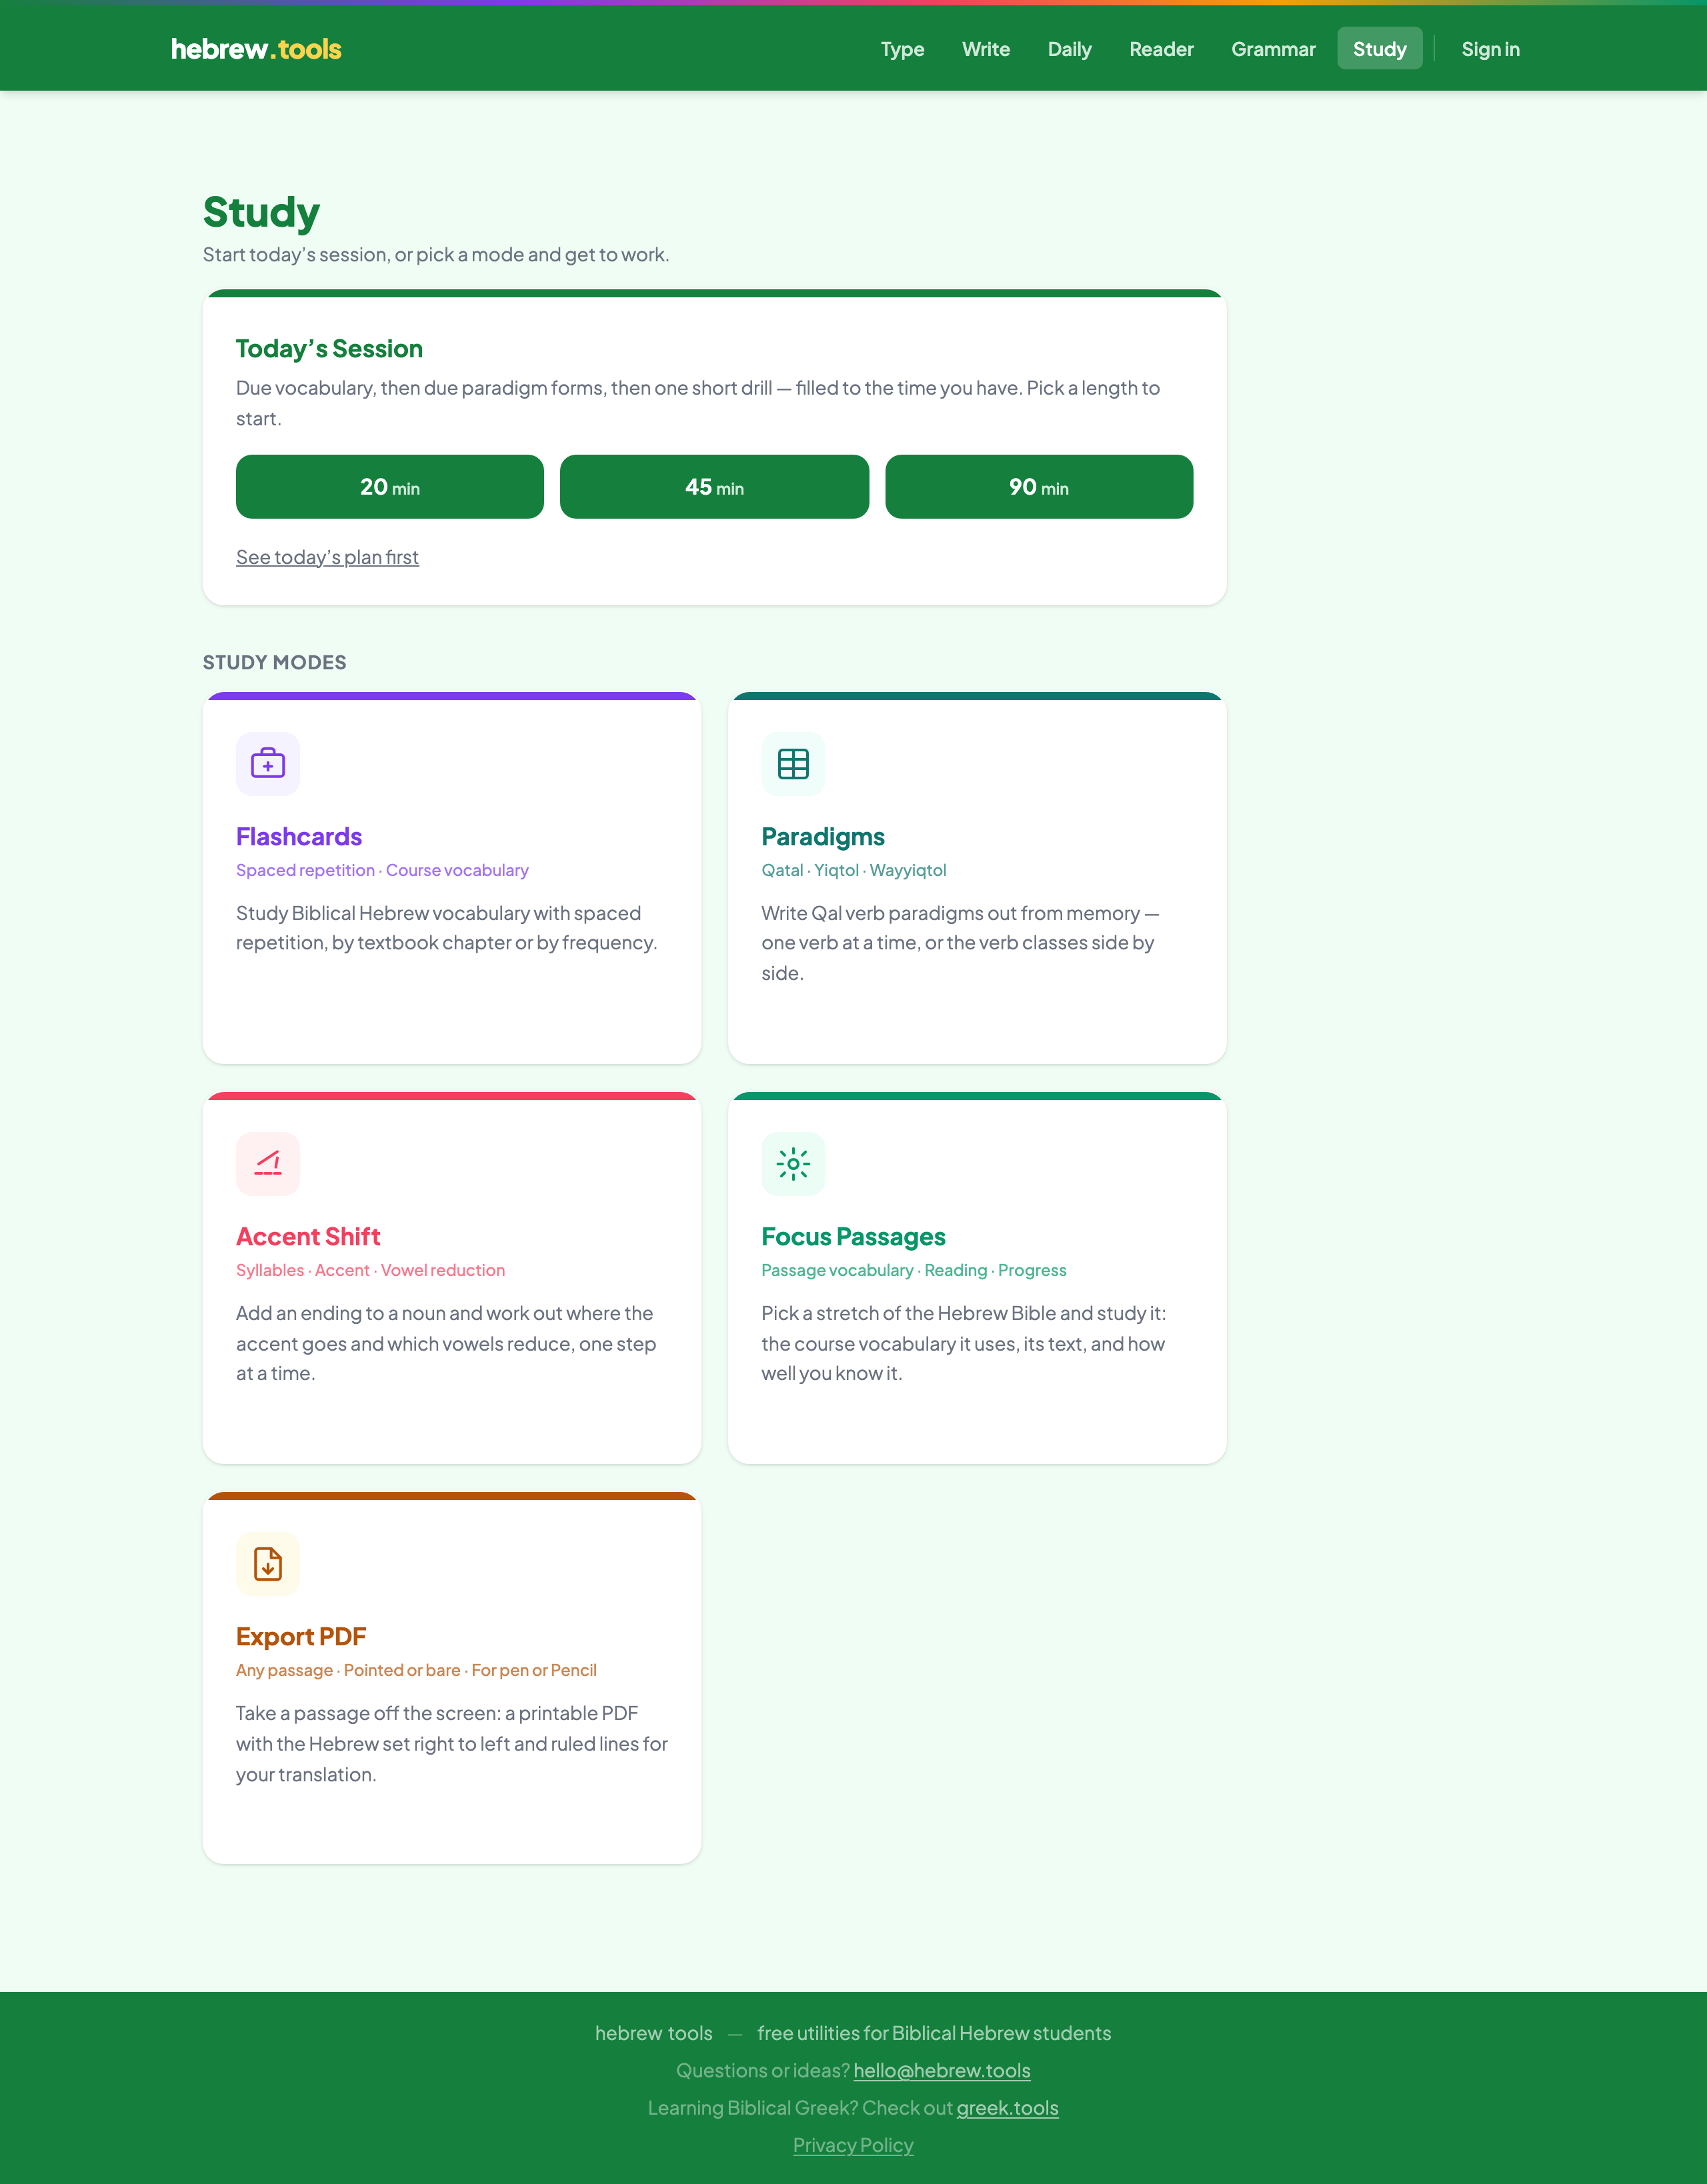 hebrew.tools
Type
Write
Daily
Reader
Grammar
Study
Sign in
Study
Start today’s session, or pick a mode and get to work.
Today’s Session
Due vocabulary, then due paradigm forms, then one short drill — filled to the time you have. Pick a length to
start.
20 min
45 min
90 min
See today’s plan first
STUDY MODES
Flashcards
Spaced repetition · Course vocabulary
Study Biblical Hebrew vocabulary with spaced
repetition, by textbook chapter or by frequency.
Paradigms
Qatal · Yiqtol · Wayyiqtol
Write Qal verb paradigms out from memory —
one verb at a time, or the verb classes side by
side.
Accent Shift
Syllables · Accent · Vowel reduction
Add an ending to a noun and work out where the
accent goes and which vowels reduce, one step
at a time.
Focus Passages
Passage vocabulary · Reading · Progress
Pick a stretch of the Hebrew Bible and study it:
the course vocabulary it uses, its text, and how
well you know it.
Export PDF
Any passage · Pointed or bare · For pen or Pencil
Take a passage off the screen: a printable PDF
with the Hebrew set right to left and ruled lines for
your translation.
hebrew tools — free utilities for Biblical Hebrew students
Questions or ideas? hello@hebrew.tools
Learning Biblical Greek? Check out greek.tools
Privacy Policy